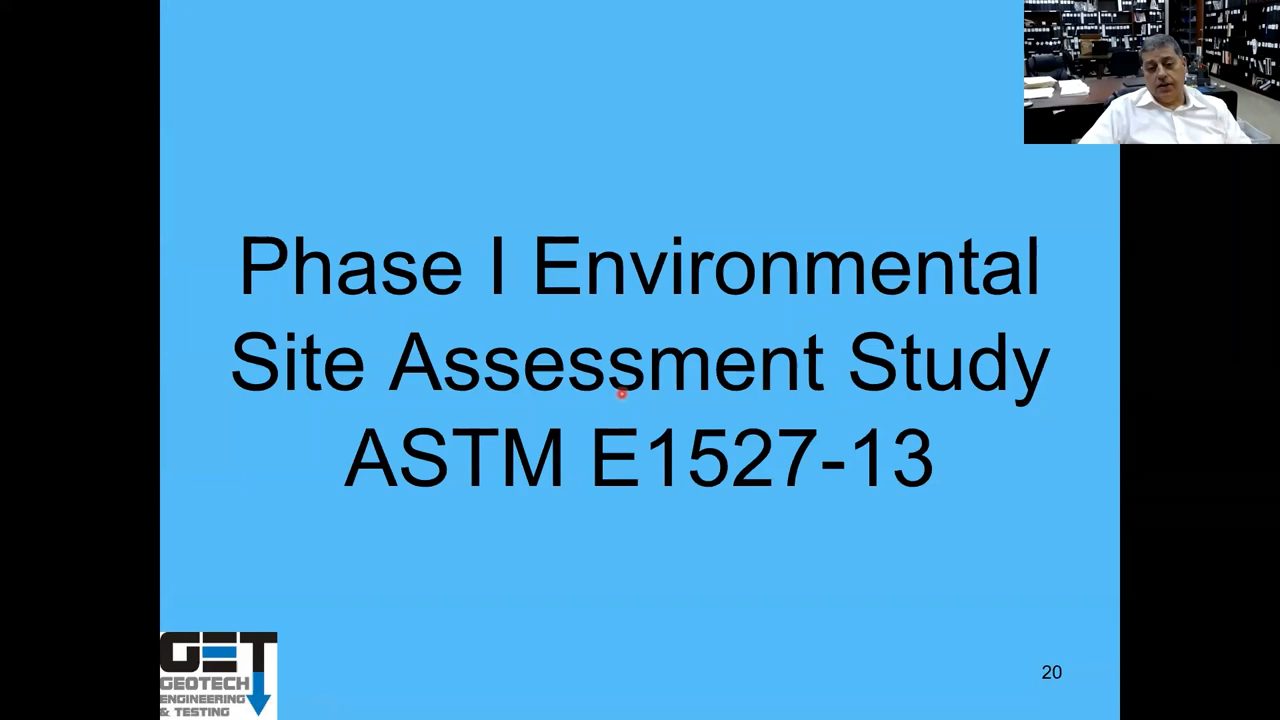 Phase I Environmental
Site Assessment Study
ASTM E1527-13
GET
GEOTECH
ENGINEERING
& TESTING
20